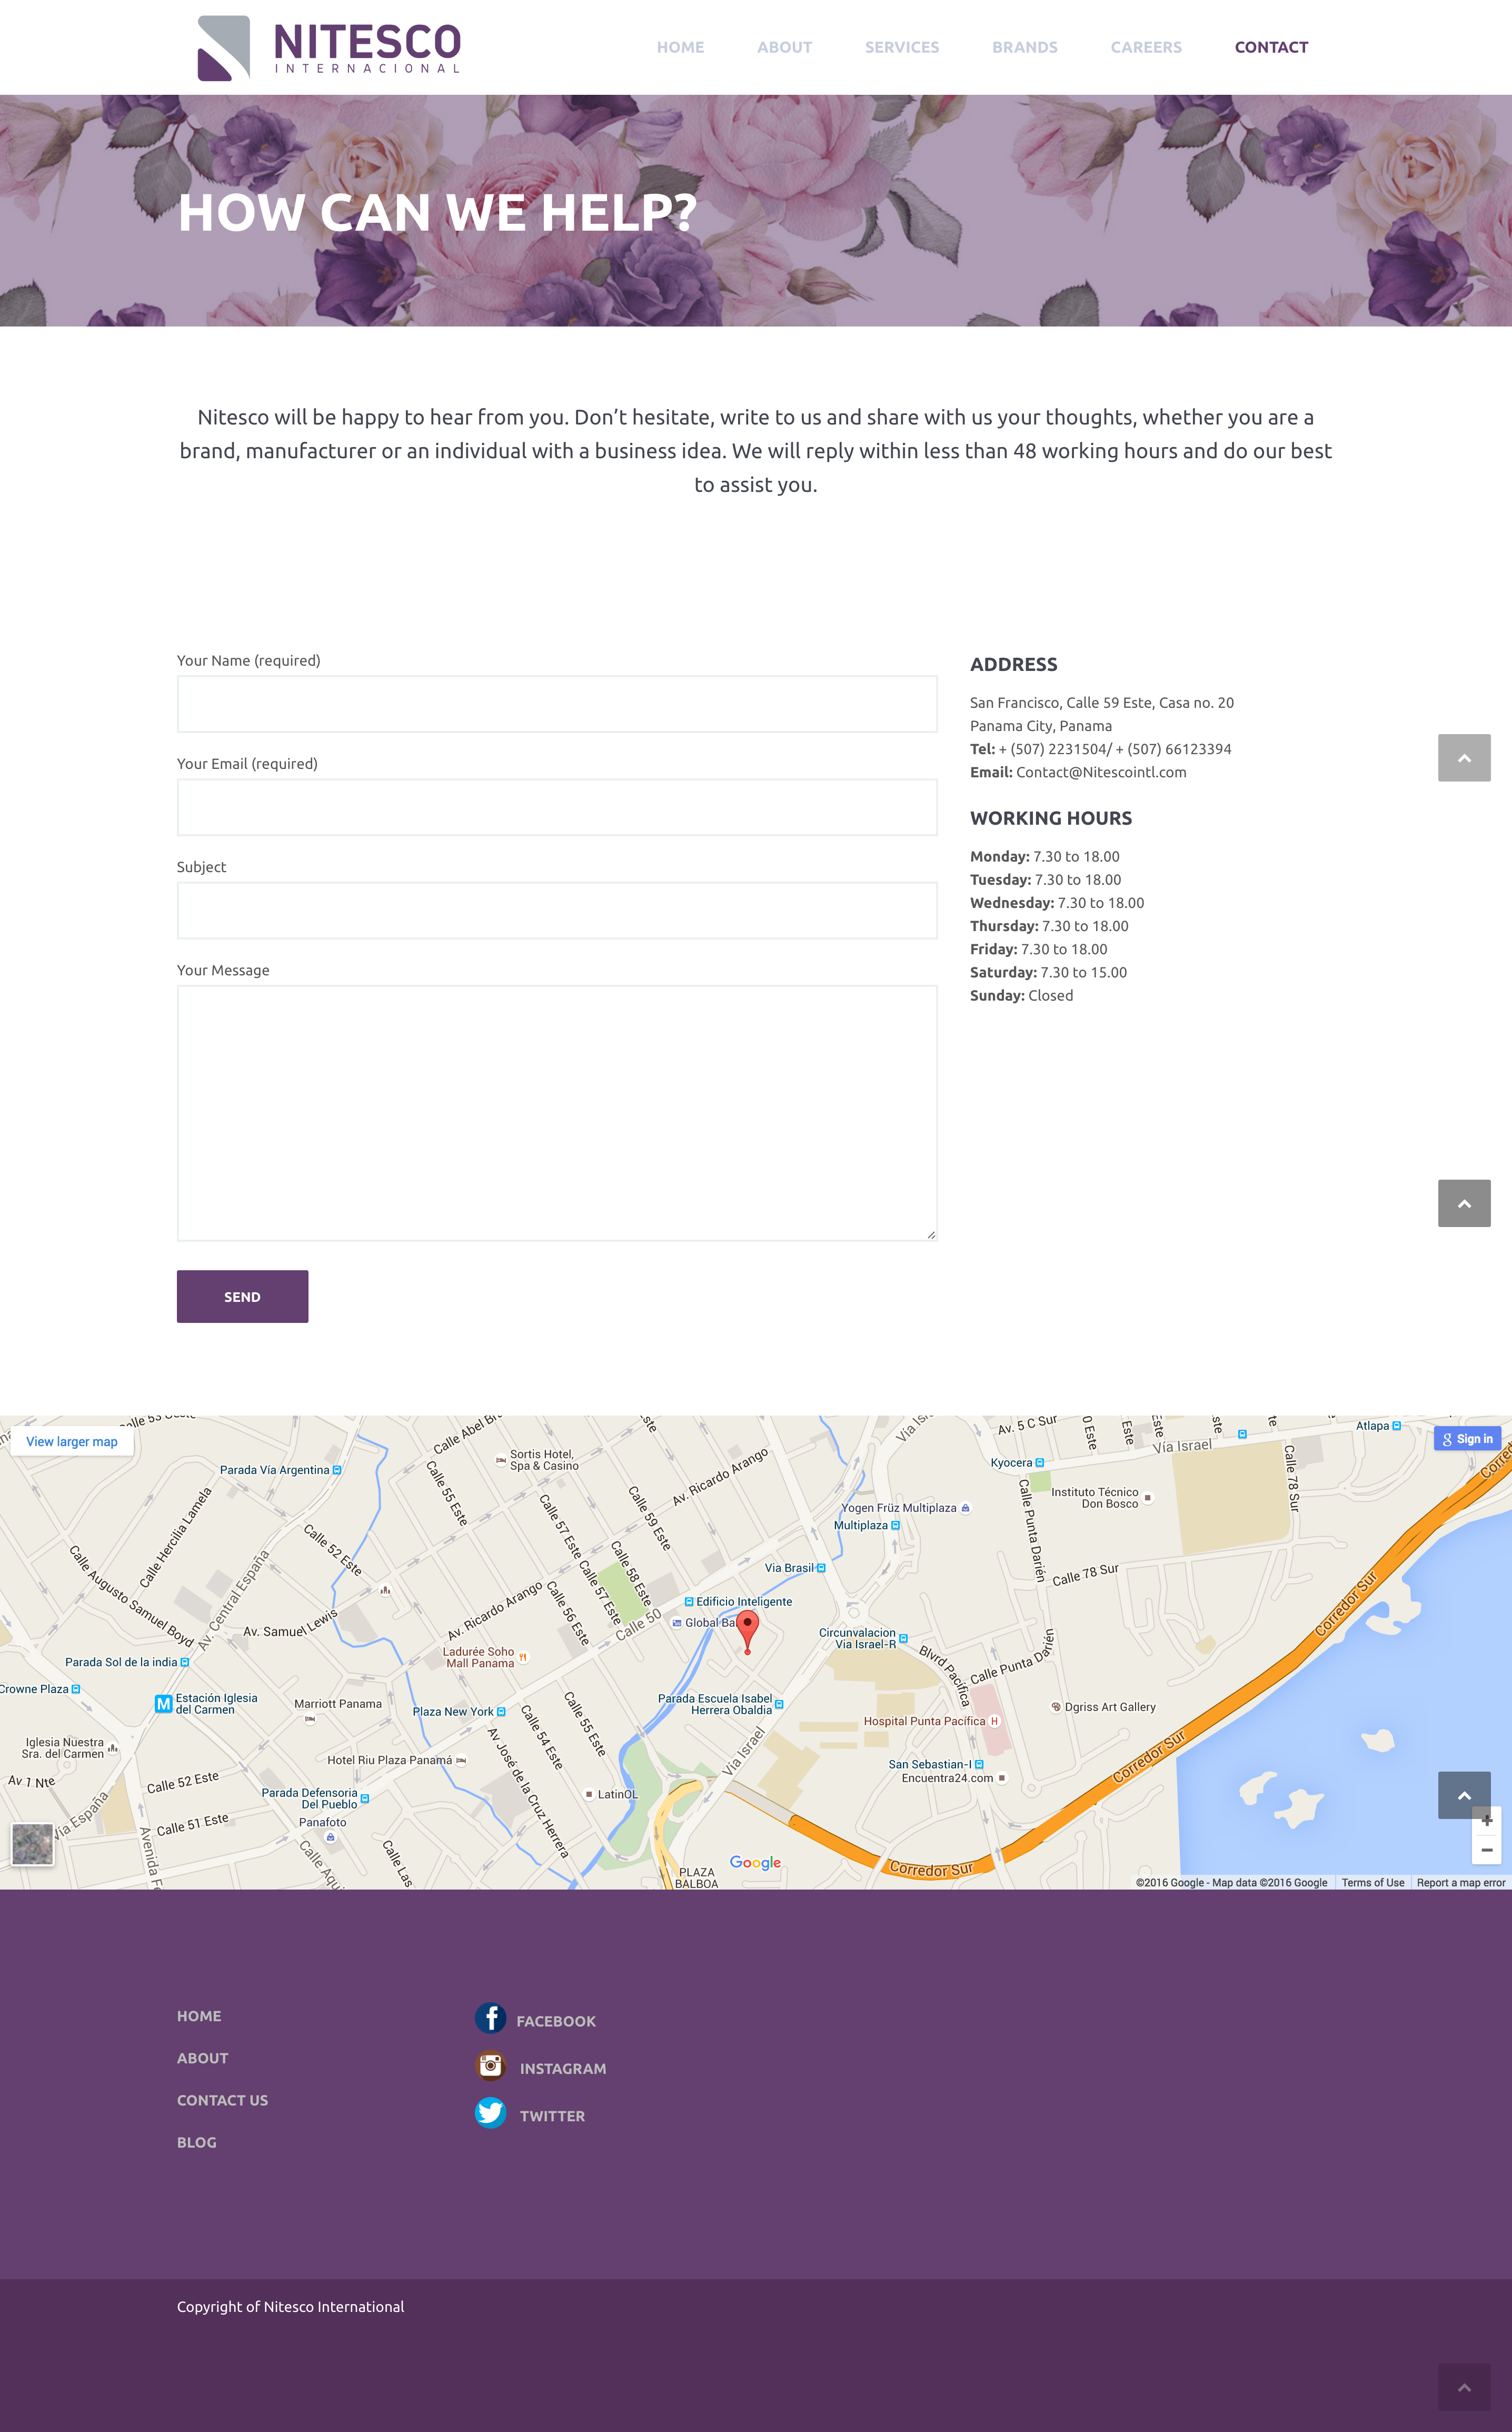 NITESCO
INTERNACIONAL
HOME
ABOUT
SERVICES
BRANDS
CAREERS
CONTACT
HOW CAN WE HELP?
Nitesco will be happy to hear from you. Don’t hesitate, write to us and share with us your thoughts, whether you are a
brand, manufacturer or an individual with a business idea. We will reply within less than 48 working hours and do our best
to assist you.
Your Name (required)
Your Email (required)
Subject
Your Message
SEND
ADDRESS
San Francisco, Calle 59 Este, Casa no. 20
Panama City, Panama
Tel: + (507) 2231504/ + (507) 66123394
Email: Contact@Nitescointl.com
WORKING HOURS
Monday: 7.30 to 18.00
Tuesday: 7.30 to 18.00
Wednesday: 7.30 to 18.00
Thursday: 7.30 to 18.00
Friday: 7.30 to 18.00
Saturday: 7.30 to 15.00
Sunday: Closed
View larger map
Sign in
Parada Vía Argentina
Calle Hercilia Lamela
Calle Augusto Samuel Boyd
Av. Central España
Calle 52 Este
Av. Samuel Lewis
Parada Sol de la india
Crowne Plaza
M
Estación Iglesia
del Carmen
Iglesia Nuestra
Sra. del Carmen
Av 1 Nte
Vía España
Calle 52 Este
Calle 51 Este
Marriott Panama
Hotel Riu Plaza Panamá
Parada Defensoria
Del Pueblo
Panafoto
Sortis Hotel,
Spa & Casino
Calle 55 Este
Calle 57 Este
Calle 59 Este
Av. Ricardo Arango
Calle 58 Este
Calle 57 Este
Calle 56 Este
Av. Ricardo Arango
Calle 50
Ladurée Soho
Mall Panama
Plaza New York
Calle 55 Este
Calle 54 Este
Av José de la Cruz Herrera
LatinOL
Edificio Inteligente
Global Ba
Via Brasil
Multiplaza
Yogen Früz Multiplaza
Parada Escuela Isabel
Herrera Obaldia
Vía Israel
Circunvalacion
Via Israel-R
Blvrd Pacífica
Calle Punta Darién
Hospital Punta Pacífica
H
San Sebastian-I
Encuentra24.com
Dgriss Art Gallery
Kyocera
Av. 5 C Sur
Vía Israel
Atlapa
Instituto Técnico
Don Bosco
Calle Punta Darién
Calle 78 Sur
Calle 78 Sur
Corredor Sur
Corredor Sur
Corredor Sur
PLAZA
BALBOA
Google
©2016 Google - Map data ©2016 Google
Terms of Use
Report a map error
HOME
ABOUT
CONTACT US
BLOG
FACEBOOK
INSTAGRAM
TWITTER
Copyright of Nitesco International